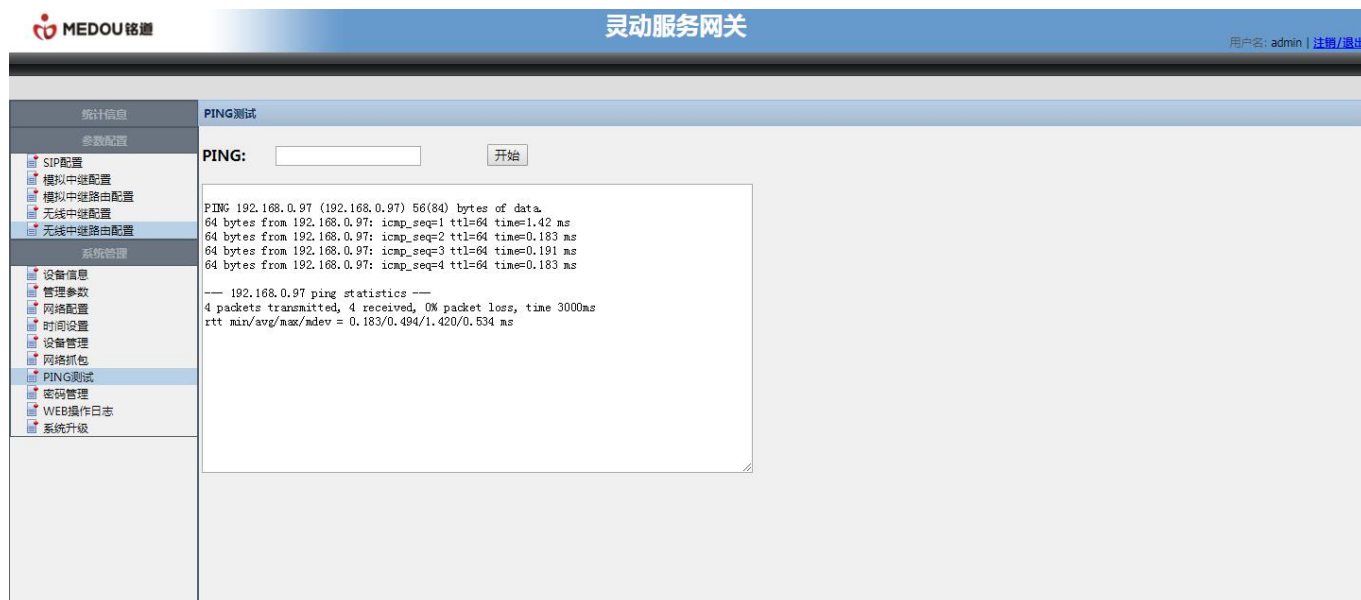 MEDOU铭道
灵动服务网关
用户名: admin | 注销/退出
统计信息
参数配置
SIP配置
模拟中继配置
模拟中继路由配置
无线中继配置
无线中继路由配置
系统管理
设备信息
管理参数
网络配置
时间设置
设备管理
网络抓包
PING测试
密码管理
WEB操作日志
系统升级
PING测试
PING:
开始
PING 192.168.0.97 (192.168.0.97) 56(84) bytes of data.
64 bytes from 192.168.0.97: icmp_seq=1 ttl=64 time=1.42 ms
64 bytes from 192.168.0.97: icmp_seq=2 ttl=64 time=0.183 ms
64 bytes from 192.168.0.97: icmp_seq=3 ttl=64 time=0.191 ms
64 bytes from 192.168.0.97: icmp_seq=4 ttl=64 time=0.183 ms
--- 192.168.0.97 ping statistics ---
4 packets transmitted, 4 received, 0% packet loss, time 3000ms
rtt min/avg/max/mdev = 0.183/0.494/1.420/0.534 ms